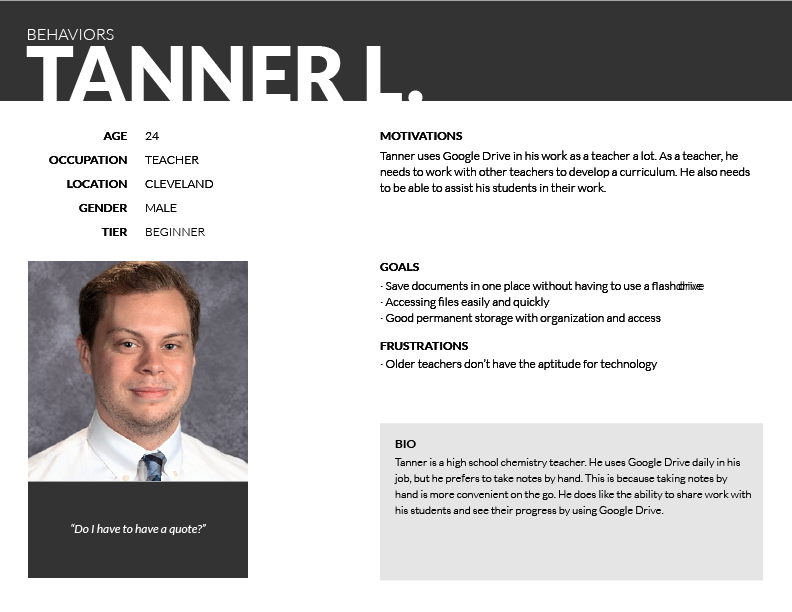 BEHAVIORS
TANNER L.
AGE 24
OCCUPATION TEACHER
LOCATION CLEVELAND
GENDER MALE
TIER BEGINNER
“Do I have to have a quote?”
MOTIVATIONS
Tanner uses Google Drive in his work as a teacher a lot. As a teacher, he
needs to work with other teachers to develop a curriculum. He also needs
to be able to assist his students in their work.
GOALS
· Save documents in one place without having to use a flashdrive
· Accessing files easily and quickly
· Good permanent storage with organization and access
FRUSTRATIONS
· Older teachers don’t have the aptitude for technology
BIO
Tanner is a high school chemistry teacher. He uses Google Drive daily in his
job, but he prefers to take notes by hand. This is because taking notes by
hand is more convenient on the go. He does like the ability to share work with
his students and see their progress by using Google Drive.